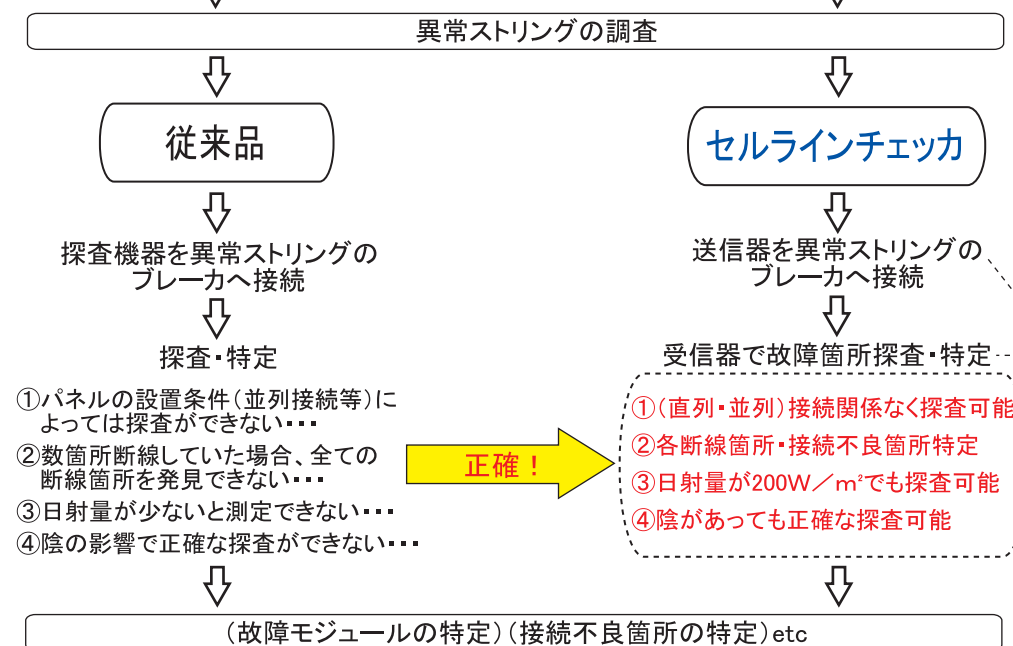 異常ストリングの調査
従来品
探査機器を異常ストリングの
ブレーカへ接続
探査・特定
①パネルの設置条件(並列接続等)に
よっては探査ができない・・・
②数箇所断線していた場合、全ての
断線箇所を発見できない・・・
③日射量が少ないと測定できない・・・
④陰の影響で正確な探査ができない・・・
正確！
セルラインチェッカ
送信器を異常ストリングの
ブレーカへ接続
受信器で故障箇所探査・特定
①(直列・並列)接続関係なく探査可能
②各断線箇所・接続不良箇所特定
③日射量が200W／㎡でも探査可能
④陰があっても正確な探査可能
(故障モジュールの特定)(接続不良箇所の特定)etc